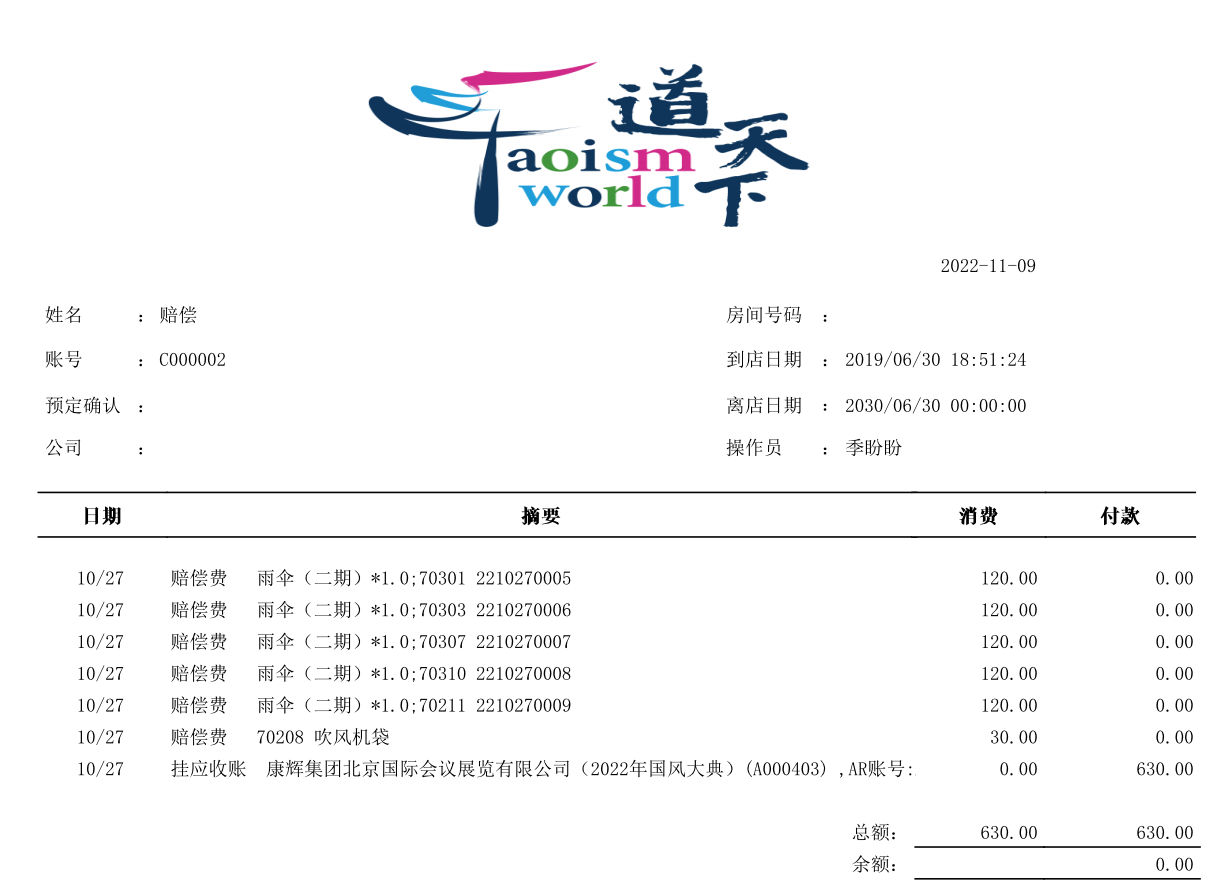 道天下
Taoism
world
2022-11-09
姓名 : 赔偿 房间号码 :
账号 : C000002 到店日期 : 2019/06/30 18:51:24
预定确认 : 离店日期 : 2030/06/30 00:00:00
公司 : 操作员 : 季盼盼
日期 摘要 消费 付款
10/27 赔偿费 雨伞（二期）*1.0;70301 2210270005 120.00 0.00
10/27 赔偿费 雨伞（二期）*1.0;70303 2210270006 120.00 0.00
10/27 赔偿费 雨伞（二期）*1.0;70307 2210270007 120.00 0.00
10/27 赔偿费 雨伞（二期）*1.0;70310 2210270008 120.00 0.00
10/27 赔偿费 雨伞（二期）*1.0;70211 2210270009 120.00 0.00
10/27 赔偿费 70208 吹风机袋 30.00 0.00
10/27 挂应收账 康辉集团北京国际会议展览有限公司（2022年国风大典）(A000403) ,AR账号: 0.00 630.00
总额: 630.00 630.00
余额: 0.00